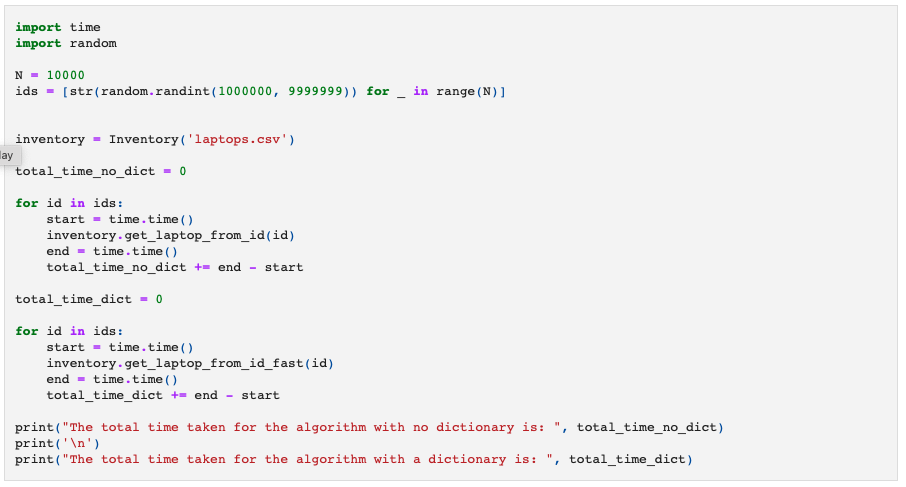 import time
import random
N = 10000
ids = [str(random.randint(1000000, 9999999)) for _ in range(N)]
inventory = Inventory('laptops.csv')
lay
total_time_no_dict = 0
for id in ids:
    start = time.time()
    inventory.get_laptop_from_id(id)
    end = time.time()
    total_time_no_dict += end - start
total_time_dict = 0
for id in ids:
    start = time.time()
    inventory.get_laptop_from_id_fast(id)
    end = time.time()
    total_time_dict += end - start
print("The total time taken for the algorithm with no dictionary is: ", total_time_no_dict)
print('\n')
print("The total time taken for the algorithm with a dictionary is: ", total_time_dict)